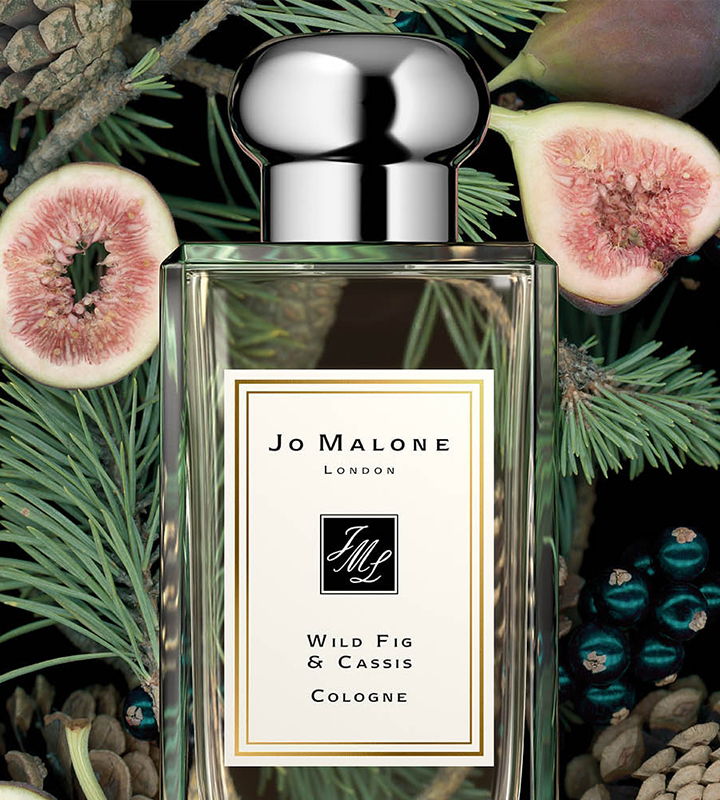 Jo Malone
London
JML
Wild Fig
& Cassis
Cologne